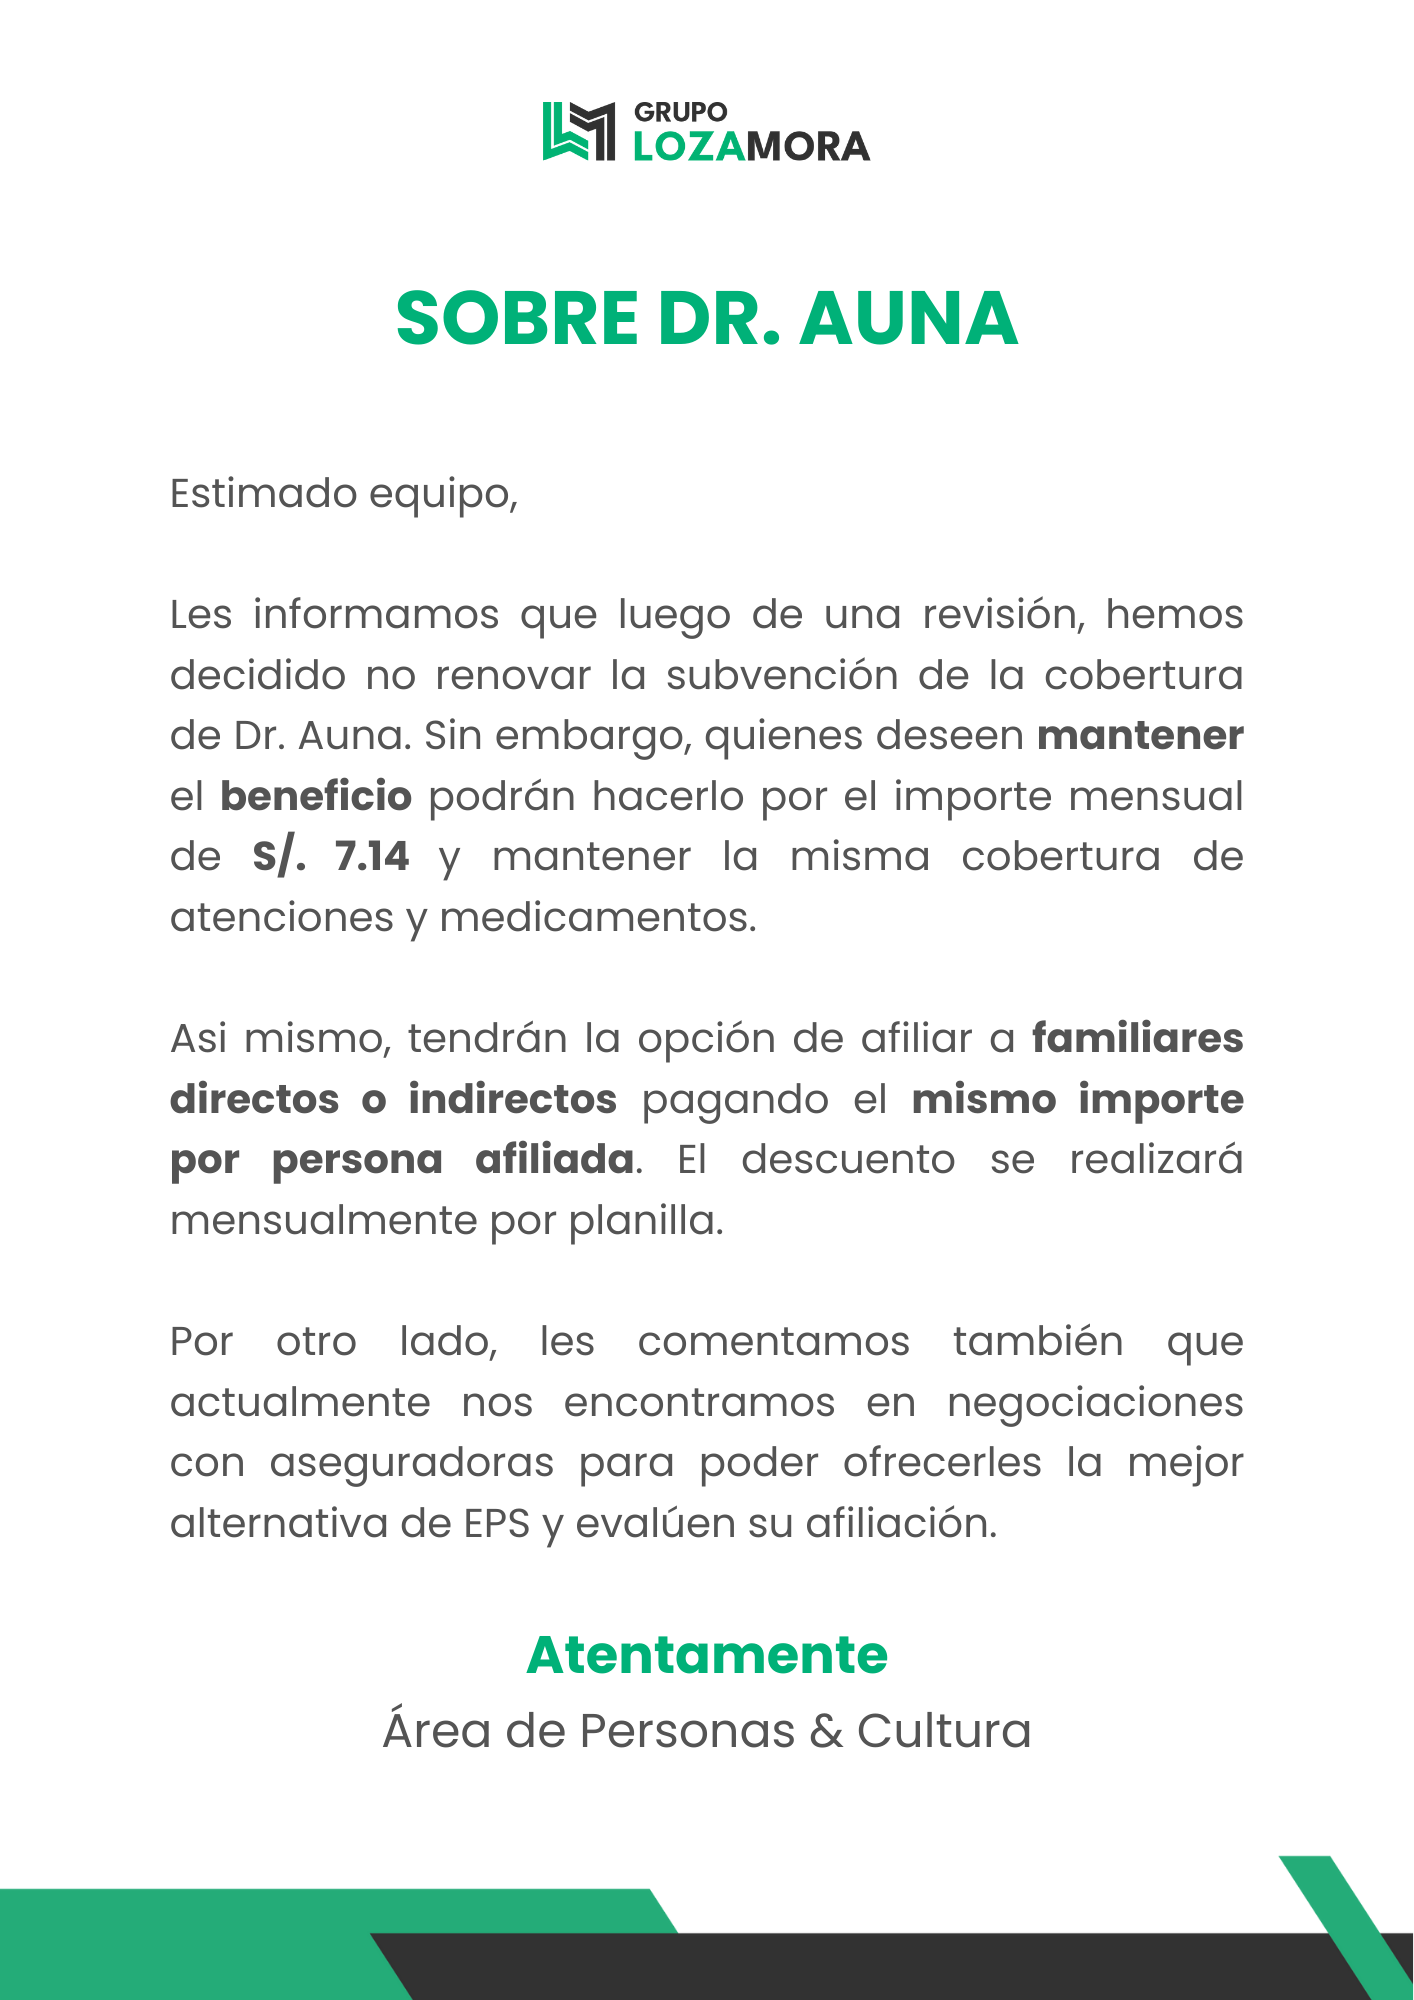 GRUPO
LOZAMORA
SOBRE DR. AUNA
Estimado equipo,
Les informamos que luego de una revisión, hemos
decidido no renovar la subvención de la cobertura
de Dr. Auna. Sin embargo, quienes deseen mantener
el beneficio podrán hacerlo por el importe mensual
de S/. 7.14 y mantener la misma cobertura de
atenciones y medicamentos.
Asi mismo, tendrán la opción de afiliar a familiares
directos o indirectos pagando el mismo importe
por persona afiliada. El descuento se realizará
mensualmente por planilla.
Por otro lado, les comentamos también que
actualmente nos encontramos en negociaciones
con aseguradoras para poder ofrecerles la mejor
alternativa de EPS y evalúen su afiliación.
Atentamente
Área de Personas & Cultura